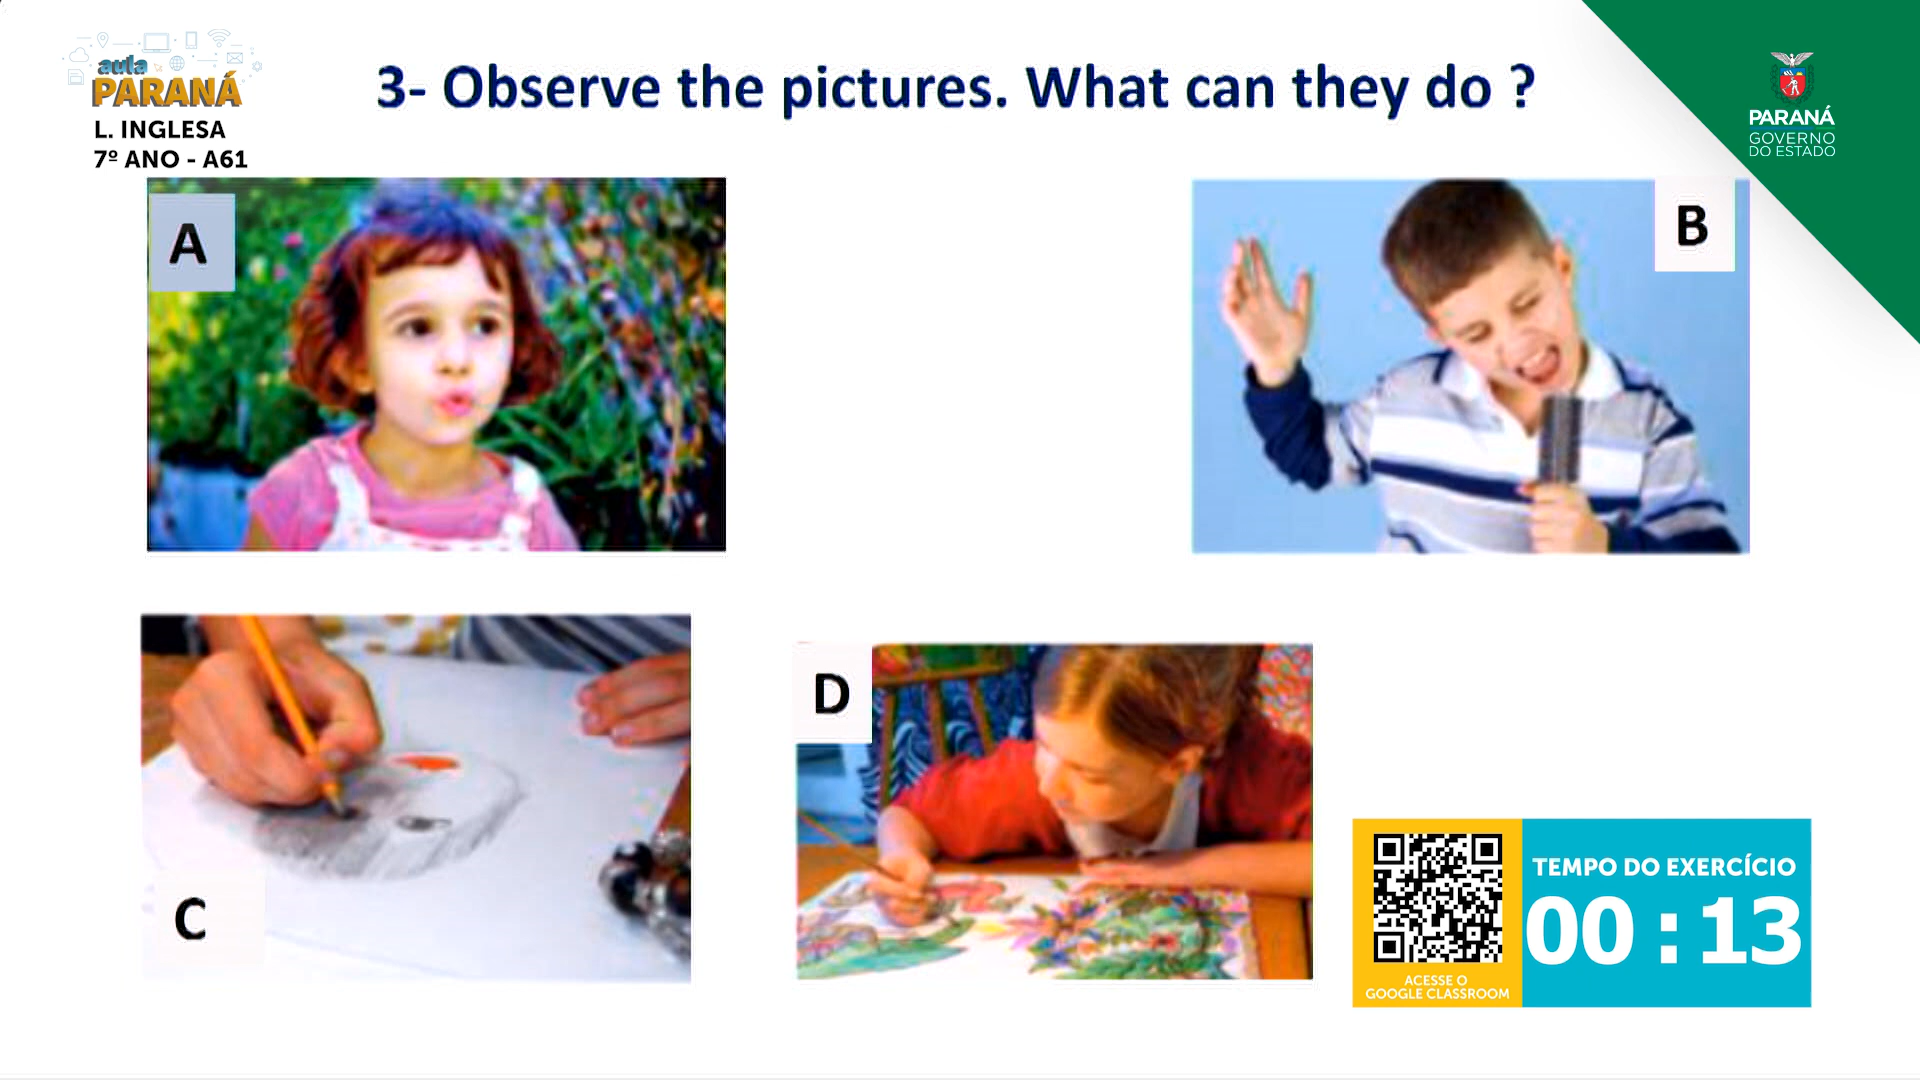 aula
PARANÁ
L. INGLESA
7º ANO - A61
3- Observe the pictures. What can they do ?
PARANÁ
GOVERNO
DO ESTADO
A
B
C
D
TEMPO DO EXERCÍCIO
00 : 13
ACESSE O
GOOGLE CLASSROOM